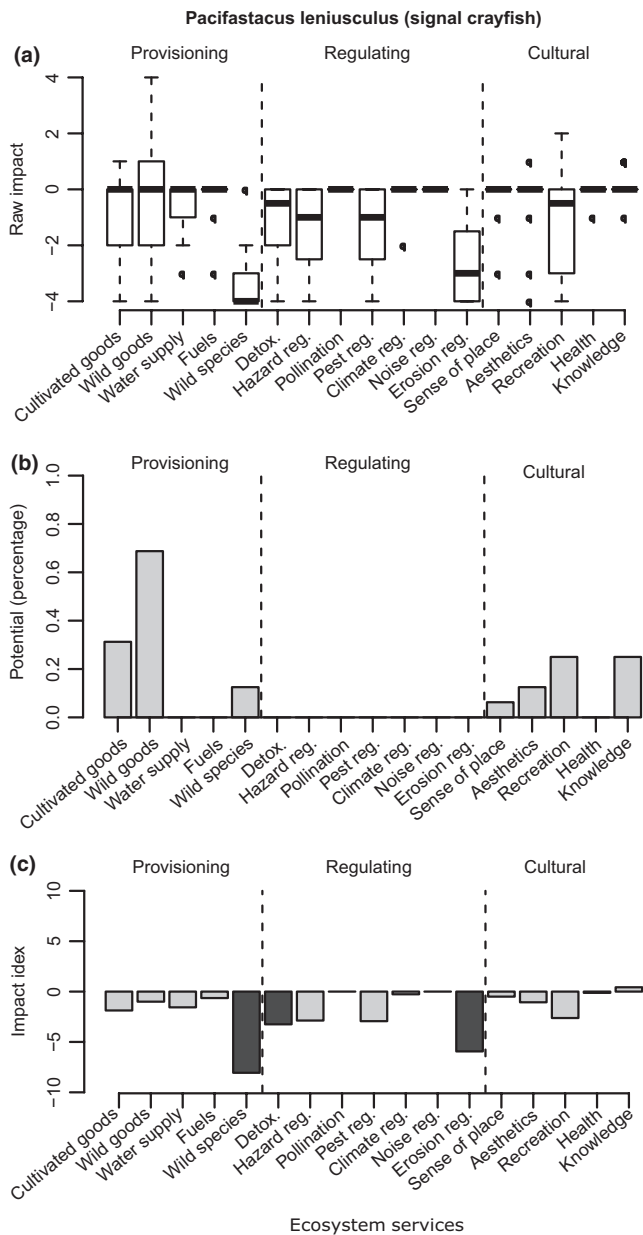 Pacifastacus leniusculus (signal crayfish)
(a)
Provisioning Regulating Cultural
Raw impact
4
2
0
−2
−4
Cultivated goods
Wild goods
Water supply
Fuels
Wild species
Detox.
Hazard reg.
Pollination
Pest reg.
Climate reg.
Noise reg.
Erosion reg.
Sense of place
Aesthetics
Recreation
Health
Knowledge
(b)
Provisioning Regulating Cultural
Potential (percentage)
1.0
0.8
0.6
0.4
0.2
0.0
Cultivated goods
Wild goods
Water supply
Fuels
Wild species
Detox.
Hazard reg.
Pollination
Pest reg.
Climate reg.
Noise reg.
Erosion reg.
Sense of place
Aesthetics
Recreation
Health
Knowledge
(c)
Provisioning Regulating Cultural
Impact idex
10
5
0
−5
−10
Cultivated goods
Wild goods
Water supply
Fuels
Wild species
Detox.
Hazard reg.
Pollination
Pest reg.
Climate reg.
Noise reg.
Erosion reg.
Sense of place
Aesthetics
Recreation
Health
Knowledge
Ecosystem services